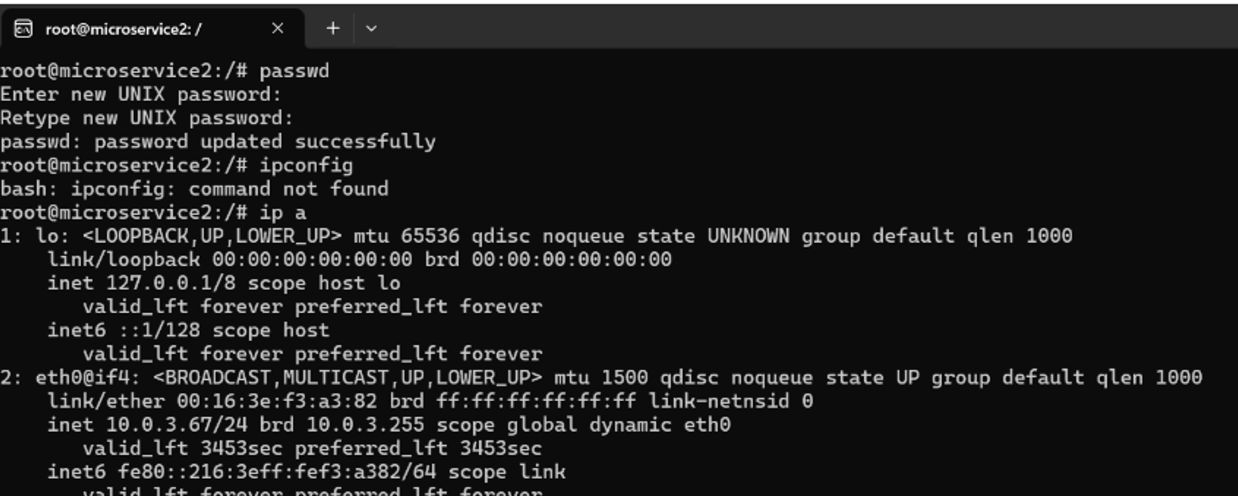 root@microservice2: /
root@microservice2:/# passwd
Enter new UNIX password:
Retype new UNIX password:
passwd: password updated successfully
root@microservice2:/# ipconfig
bash: ipconfig: command not found
root@microservice2:/# ip a
1: lo: <LOOPBACK,UP,LOWER_UP> mtu 65536 qdisc noqueue state UNKNOWN group default qlen 1000
    link/loopback 00:00:00:00:00:00 brd 00:00:00:00:00:00
    inet 127.0.0.1/8 scope host lo
       valid_lft forever preferred_lft forever
    inet6 ::1/128 scope host
       valid_lft forever preferred_lft forever
2: eth0@if4: <BROADCAST,MULTICAST,UP,LOWER_UP> mtu 1500 qdisc noqueue state UP group default qlen 1000
    link/ether 00:16:3e:f3:a3:82 brd ff:ff:ff:ff:ff:ff link-netnsid 0
    inet 10.0.3.67/24 brd 10.0.3.255 scope global dynamic eth0
       valid_lft 3453sec preferred_lft 3453sec
    inet6 fe80::216:3eff:fef3:a382/64 scope link
       valid_lft forever preferred_lft forever